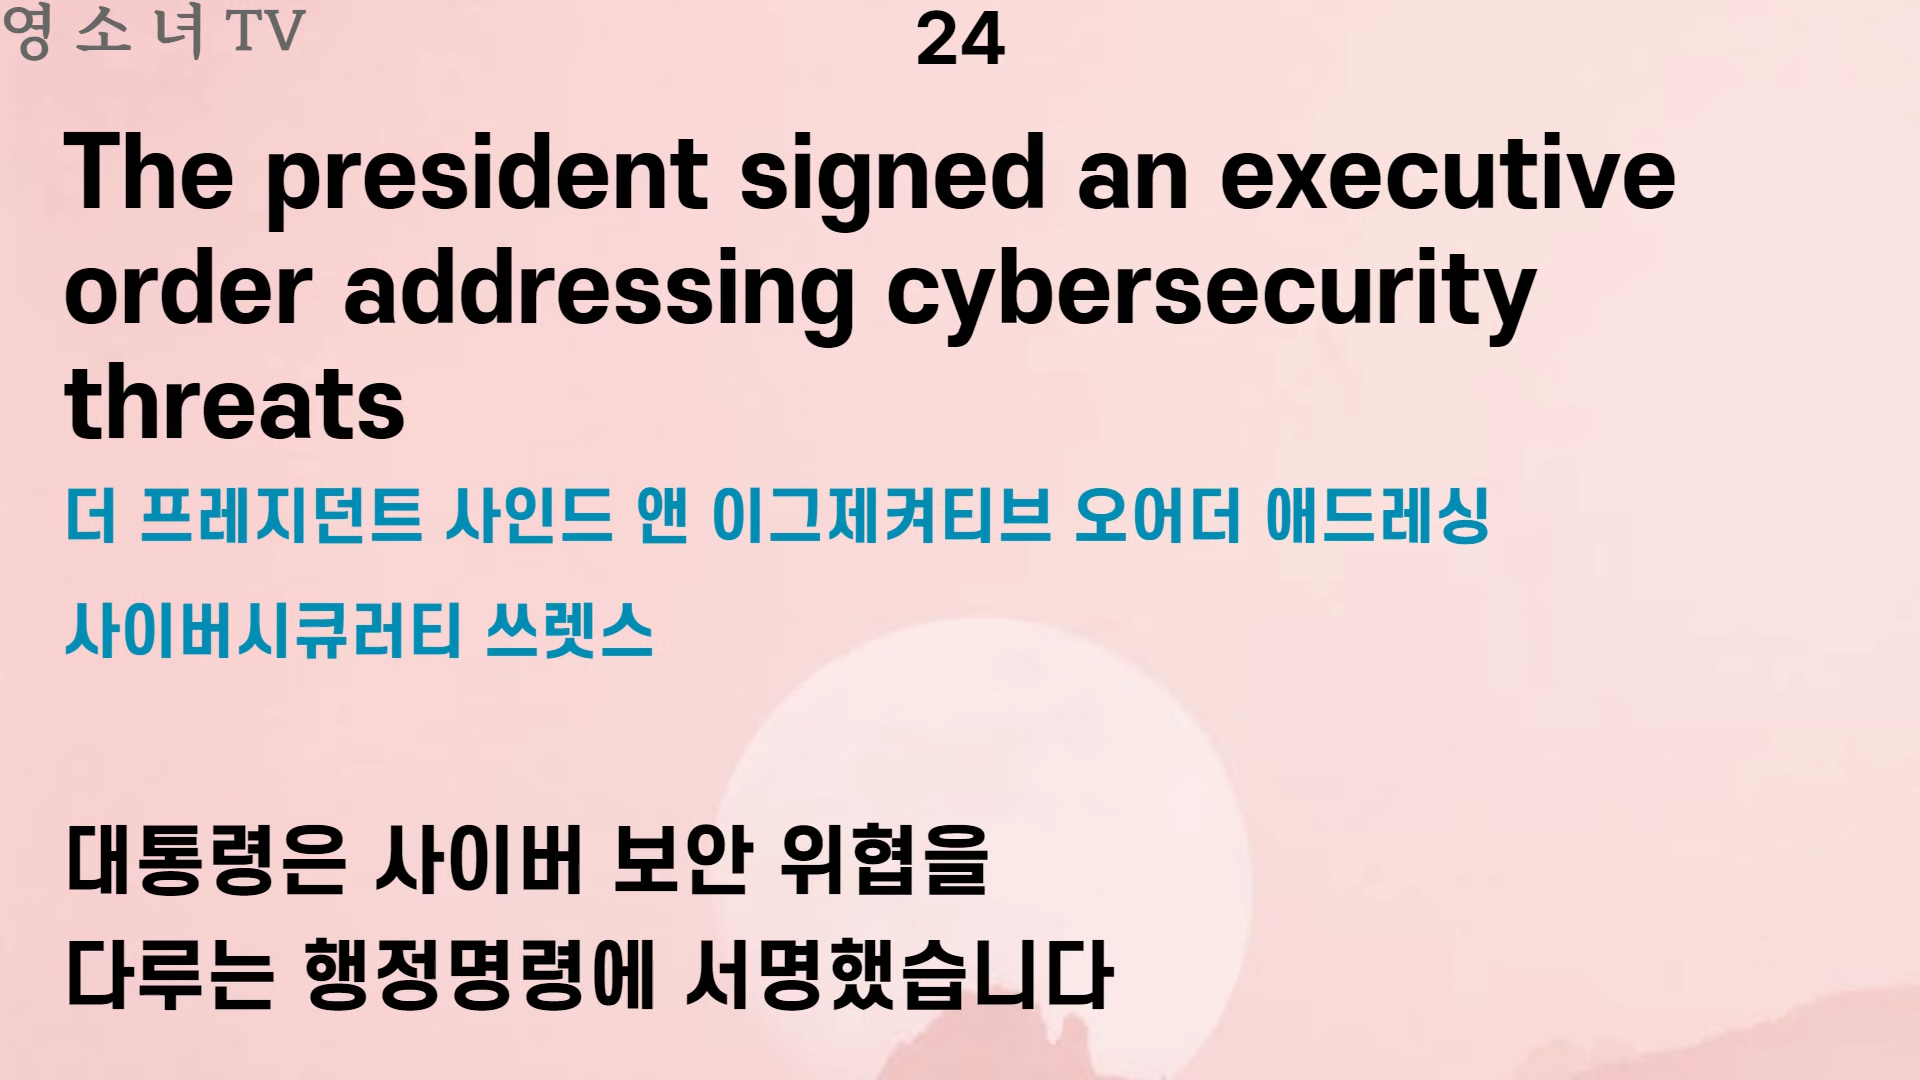 영소녀TV
24
The president signed an executive
order addressing cybersecurity
threats
더 프레지던트 사인드 앤 이그제켜티브 오어더 애드레싱
사이버시큐러티 쓰렛스
대통령은 사이버 보안 위협을
다루는 행정명령에 서명했습니다